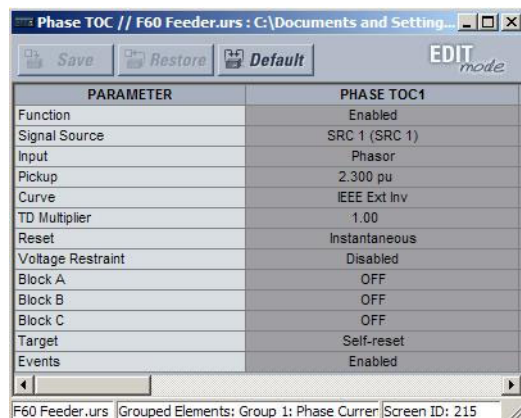 Phase TOC // F60 Feeder.urs : C:\Documents and Setting...
Save Restore Default EDIT mode
PARAMETER PHASE TOC1
Function Enabled
Signal Source SRC 1 (SRC 1)
Input Phasor
Pickup 2.300 pu
Curve IEEE Ext Inv
TD Multiplier 1.00
Reset Instantaneous
Voltage Restraint Disabled
Block A OFF
Block B OFF
Block C OFF
Target Self-reset
Events Enabled
F60 Feeder.urs Grouped Elements: Group 1: Phase Currer Screen ID: 215